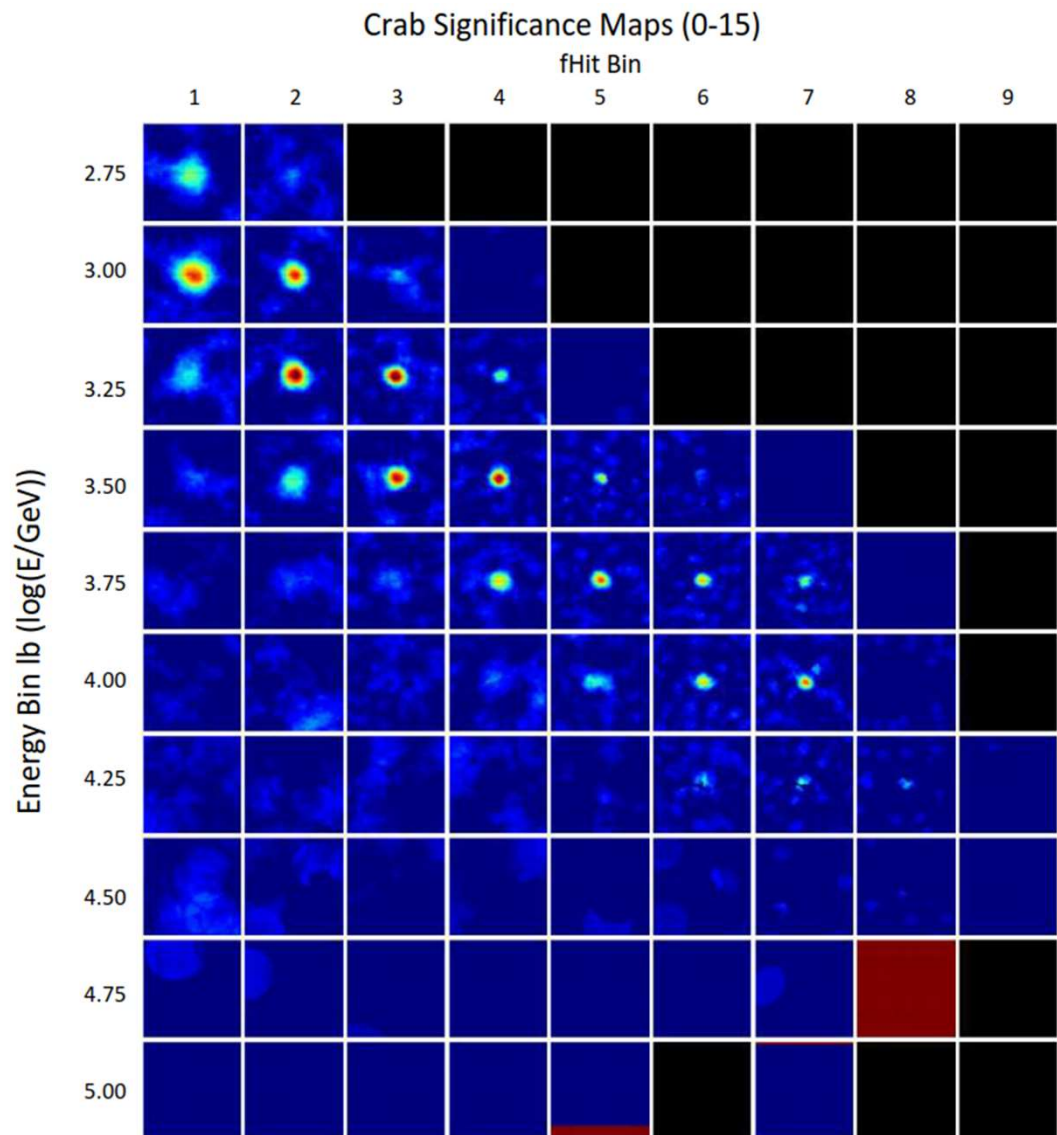 Crab Significance Maps (0-15)
fHit Bin
1 2 3 4 5 6 7 8 9
2.75
3.00
3.25
3.50
3.75
4.00
4.25
4.50
4.75
5.00
Energy Bin lb (log(E/GeV))